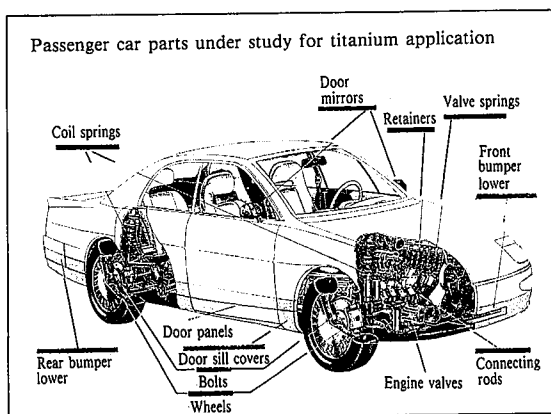 Passenger car parts under study for titanium application
Door
mirrors
Valve springs
Retainers
Coil springs
Front
bumper
lower
Door panels
Door sill covers
Rear bumper
lower
Bolts
Wheels
Engine valves
Connecting
rods